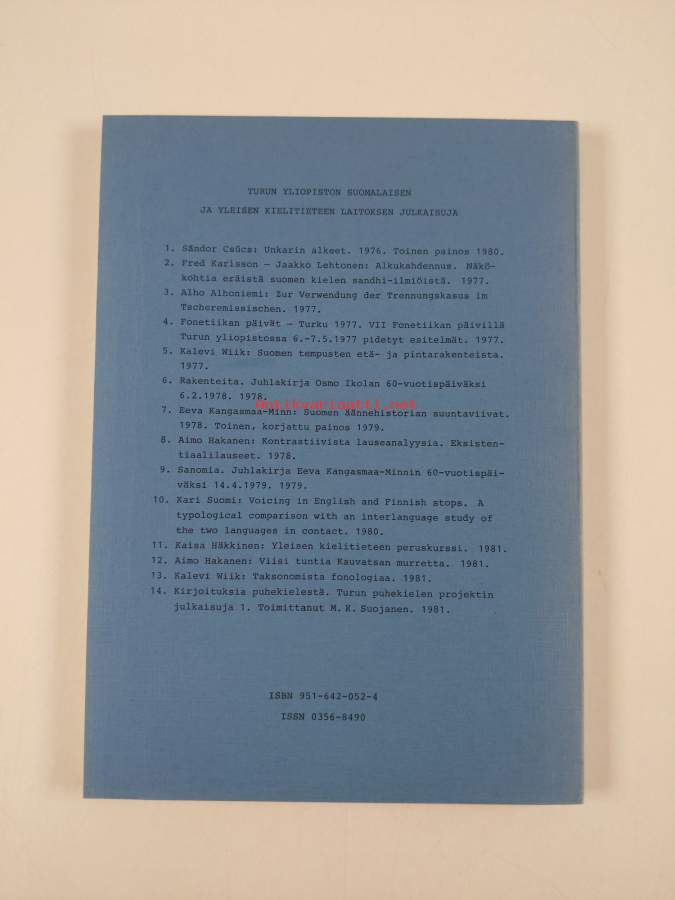 TURUN YLIOPISTON SUOMALAISEN
JA YLEISEN KIELITIETEEN LAITOKSEN JULKAISUJA
1. Sándor Csúcs: Unkarin alkeet. 1976. Toinen painos 1980.
2. Fred Karlsson — Jaakko Lehtonen: Alkukahdennus. Näkö-
kohtia eräistä suomen kielen sandhi-ilmiöistä. 1977.
3. Alho Alhoniemi: Zur Verwendung der Trennungskasus im
Tscheremissischen. 1977.
4. Fonetiikan päivät — Turku 1977. VII Fonetiikan päivillä
Turun yliopistossa 6.-7.5.1977 pidetyt esitelmät. 1977.
5. Kalevi Wiik: Suomen tempusten etä- ja pintarakenteista.
1977.
6. Rakenteita. Juhlakirja Osmo Ikolan 60-vuotispäiväksi
6.2.1978. 1978.
Antikvariaatti.net
7. Eeva Kangasmaa-Minn: Suomen äännehistorian suuntaviivat.
1978. Toinen, korjattu painos 1979.
8. Aimo Hakanen: Kontrastiivista lauseanalyysia. Eksisten-
tiaalilauseet. 1978.
9. Sanomia. Juhlakirja Eeva Kangasmaa-Minnin 60-vuotispäi-
väksi 14.4.1979. 1979.
10. Kari Suomi: Voicing in English and Finnish stops. A
typological comparison with an interlanguage study of
the two languages in contact. 1980.
11. Kaisa Häkkinen: Yleisen kielitieteen peruskurssi. 1981.
12. Aimo Hakanen: Viisi tuntia Kauvatsan murretta. 1981.
13. Kalevi Wiik: Taksonomista fonologiaa. 1981.
14. Kirjoituksia puhekielestä. Turun puhekielen projektin
julkaisuja 1. Toimittanut M.K. Suojanen. 1981.
ISBN 951-642-052-4
ISSN 0356-8490